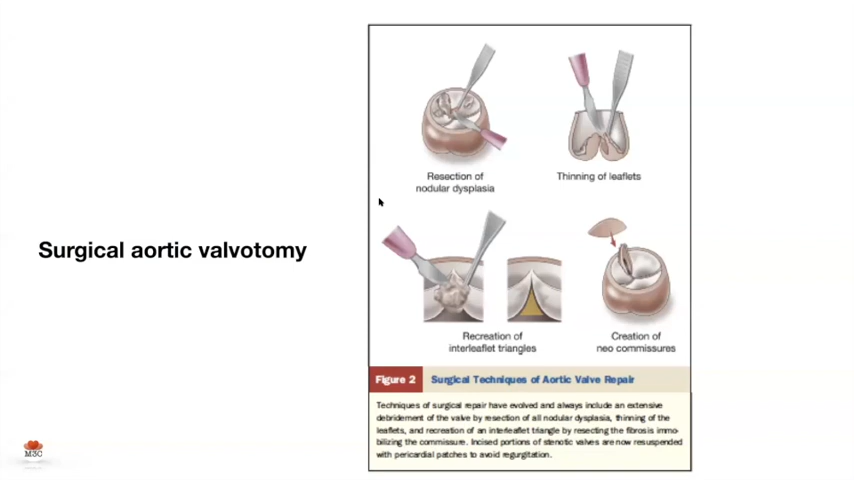 Surgical aortic valvotomy
Resection of
nodular dysplasia
Thinning of leaflets
Recreation of
interleaflet triangles
Creation of
neo commissures
Figure 2
Surgical Techniques of Aortic Valve Repair
Techniques of surgical repair have evolved and always include an extensive
debridement of the valve by resection of all nodular dysplasia, thinning of the
leaflets, and recreation of an interleaflet triangle by resecting the fibrosis immo-
bilizing the commissure. Incised portions of stenotic valves are now resuspended
with pericardial patches to avoid regurgitation.
M3C